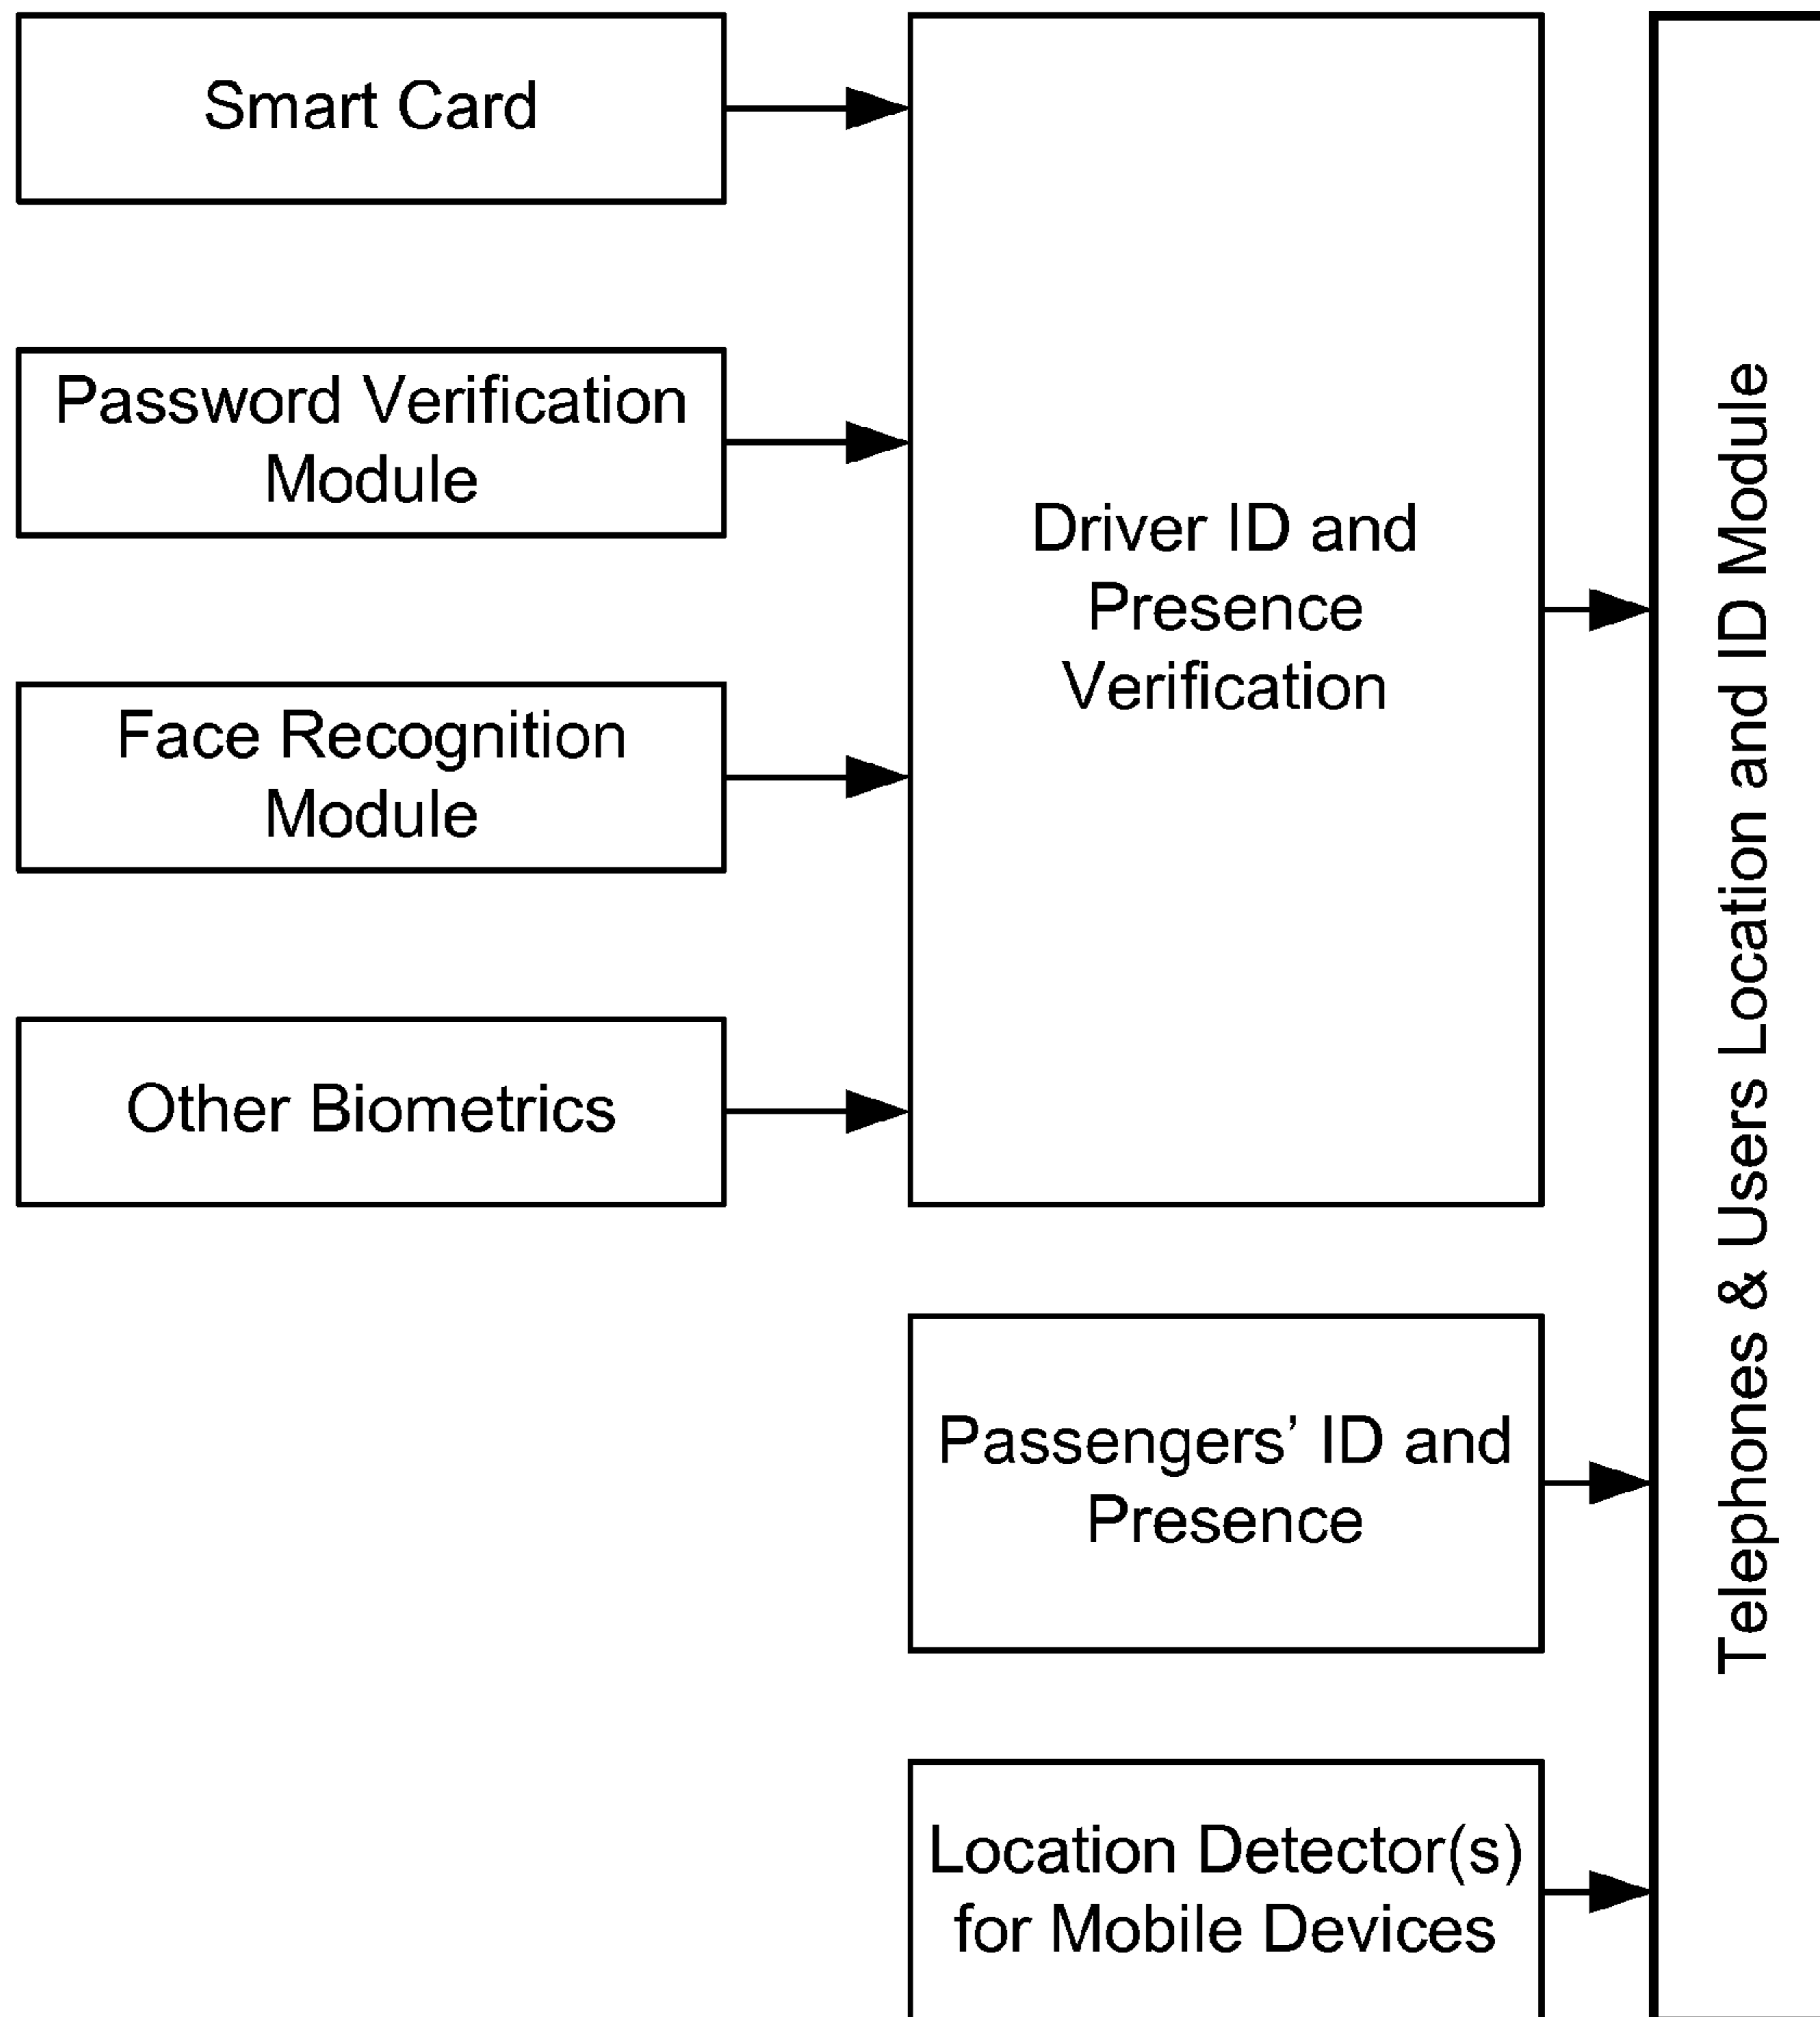 Smart Card
Password Verification
Module
Face Recognition
Module
Other Biometrics
Driver ID and
Presence
Verification
Passengers’ ID and
Presence
Location Detector(s)
for Mobile Devices
Telephones & Users Location and ID Module